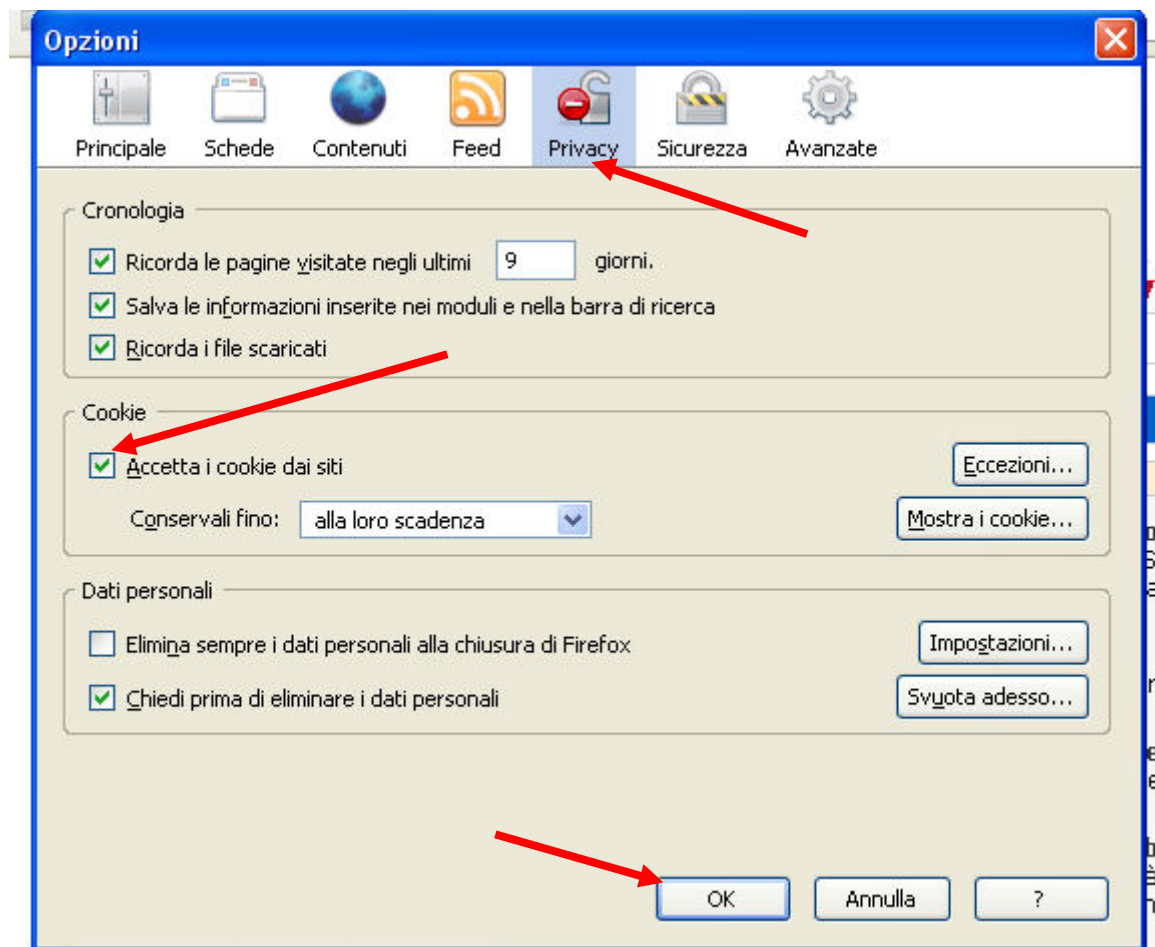 Opzioni
Principale Schede Contenuti Feed Privacy Sicurezza Avanzate
Cronologia
Ricorda le pagine visitate negli ultimi 9 giorni.
Salva le informazioni inserite nei moduli e nella barra di ricerca
Ricorda i file scaricati
Cookie
Accetta i cookie dai siti Eccezioni...
Conservali fino: alla loro scadenza Mostra i cookie...
Dati personali
Elimina sempre i dati personali alla chiusura di Firefox Impostazioni...
Chiedi prima di eliminare i dati personali Svuota adesso...
OK Annulla ?